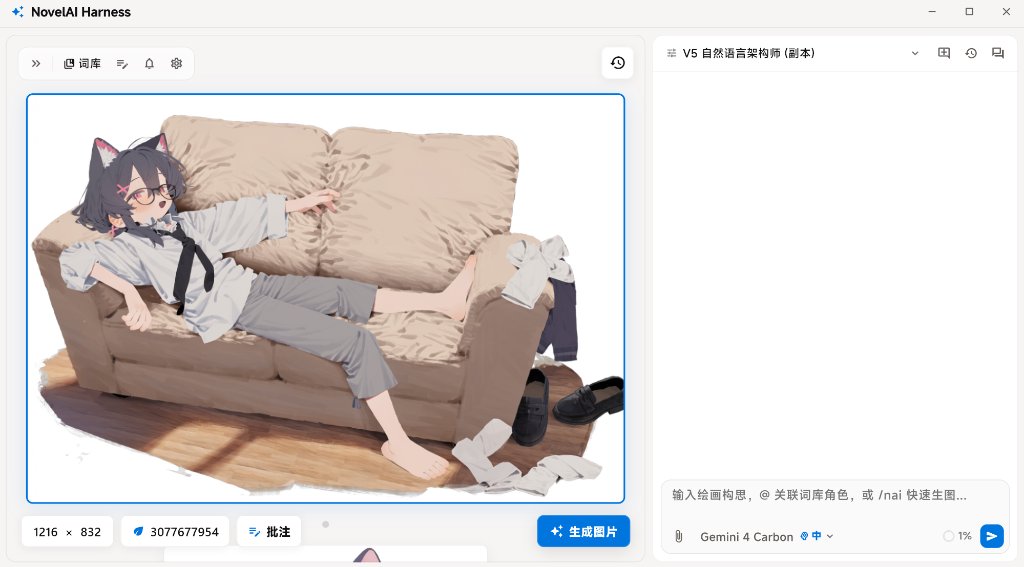 NovelAI Harness
词库
V5 自然语言架构师 (副本)
输入绘画构思，@ 关联词库角色，或 /nai 快速生图...
1216 × 832
3077677954
批注
生成图片
Gemini 4 Carbon
中
1%